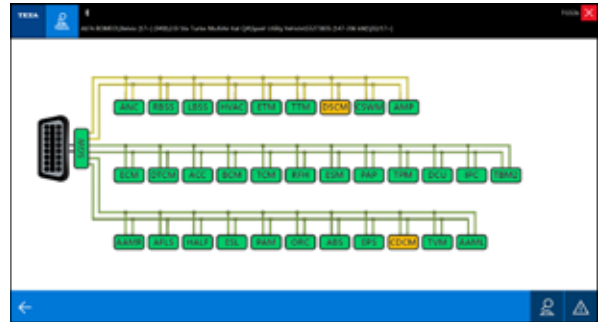 TEXA
ANC RBSS LBSS HVAC ETM TTM DSCM CSWM AMP
SGW
ECM DTCM ACC BCM TCM RFH ESM PAP TPM DCU IPC TBM2
AAMR AFLS HALF ESL PAM ORC ABS EPS CDCM TVM AAML